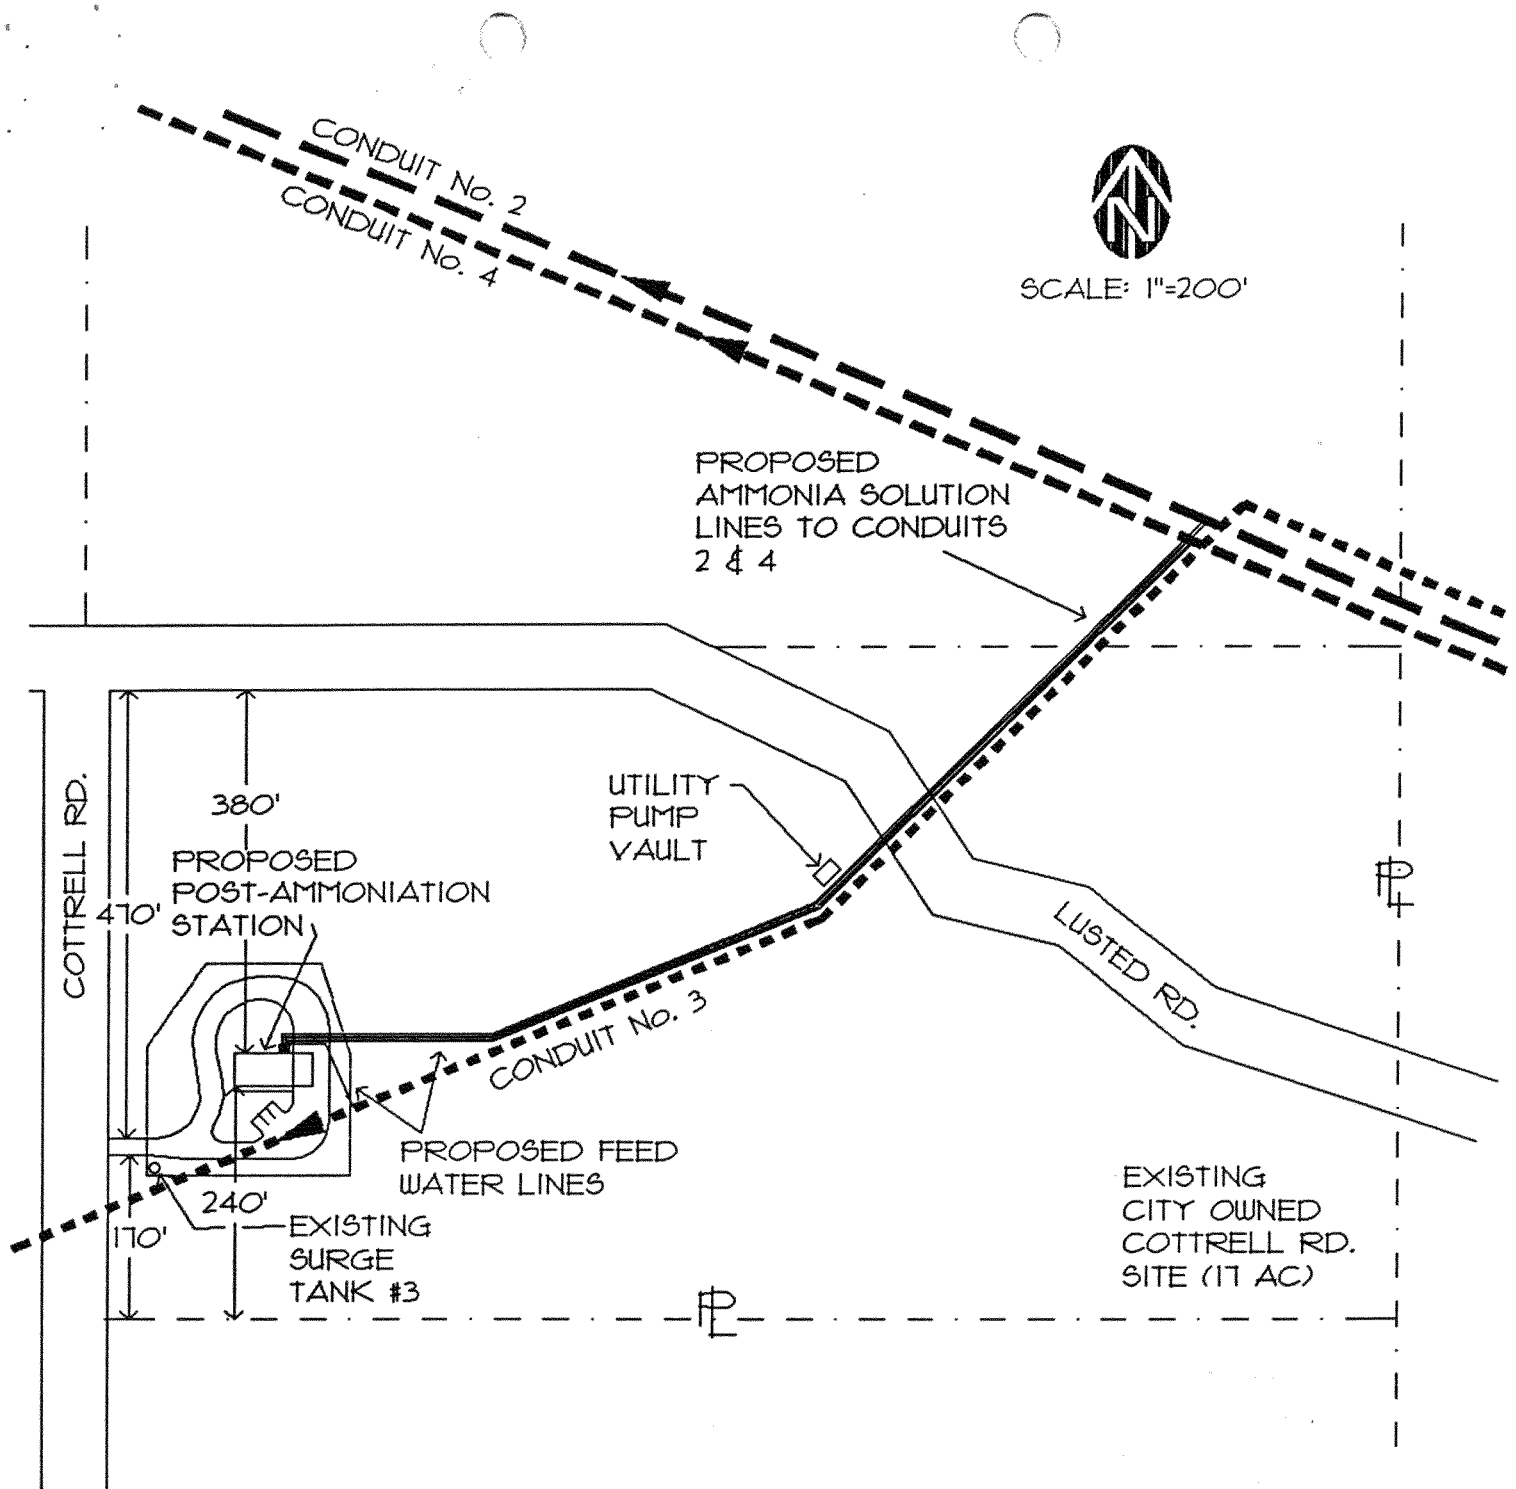 CONDUIT No. 2
CONDUIT No. 4
N
SCALE: 1"=200'
PROPOSED
AMMONIA SOLUTION
LINES TO CONDUITS
2 & 4
COTTRELL RD.
380'
470'
PROPOSED
POST-AMMONIATION
STATION
UTILITY
PUMP
VAULT
PL
LUSTED RD.
CONDUIT No. 3
PROPOSED FEED
WATER LINES
240'
170'
EXISTING
SURGE
TANK #3
EXISTING
CITY OWNED
COTTRELL RD.
SITE (17 AC)
PL